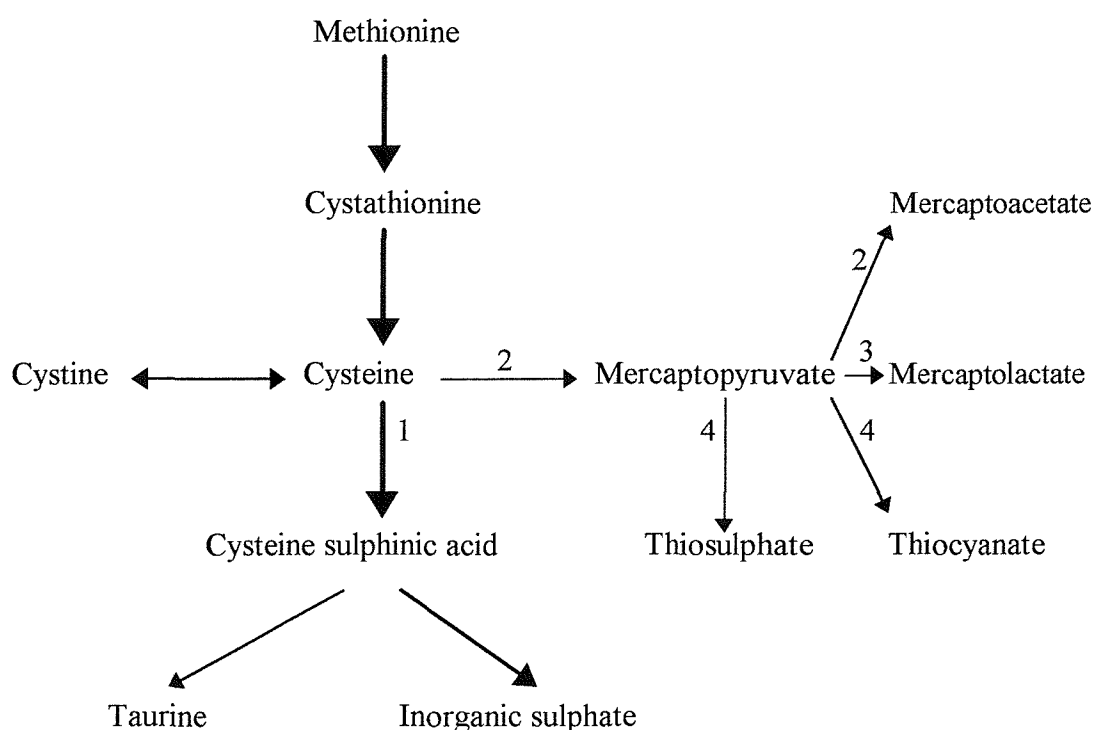 Methionine
Cystathionine
Mercaptoacetate
2
Cystine
Cysteine
2
Mercaptopyruvate
3
Mercaptolactate
1
4
4
Cysteine sulphinic acid
Thiosulphate
Thiocyanate
Taurine
Inorganic sulphate